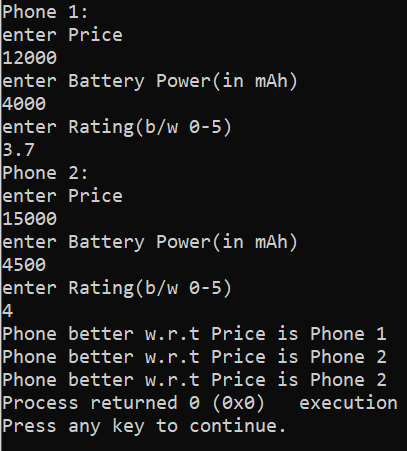 Phone 1:
enter Price
12000
enter Battery Power(in mAh)
4000
enter Rating(b/w 0-5)
3.7
Phone 2:
enter Price
15000
enter Battery Power(in mAh)
4500
enter Rating(b/w 0-5)
4
Phone better w.r.t Price is Phone 1
Phone better w.r.t Price is Phone 2
Phone better w.r.t Price is Phone 2
Process returned 0 (0x0)   execution
Press any key to continue.